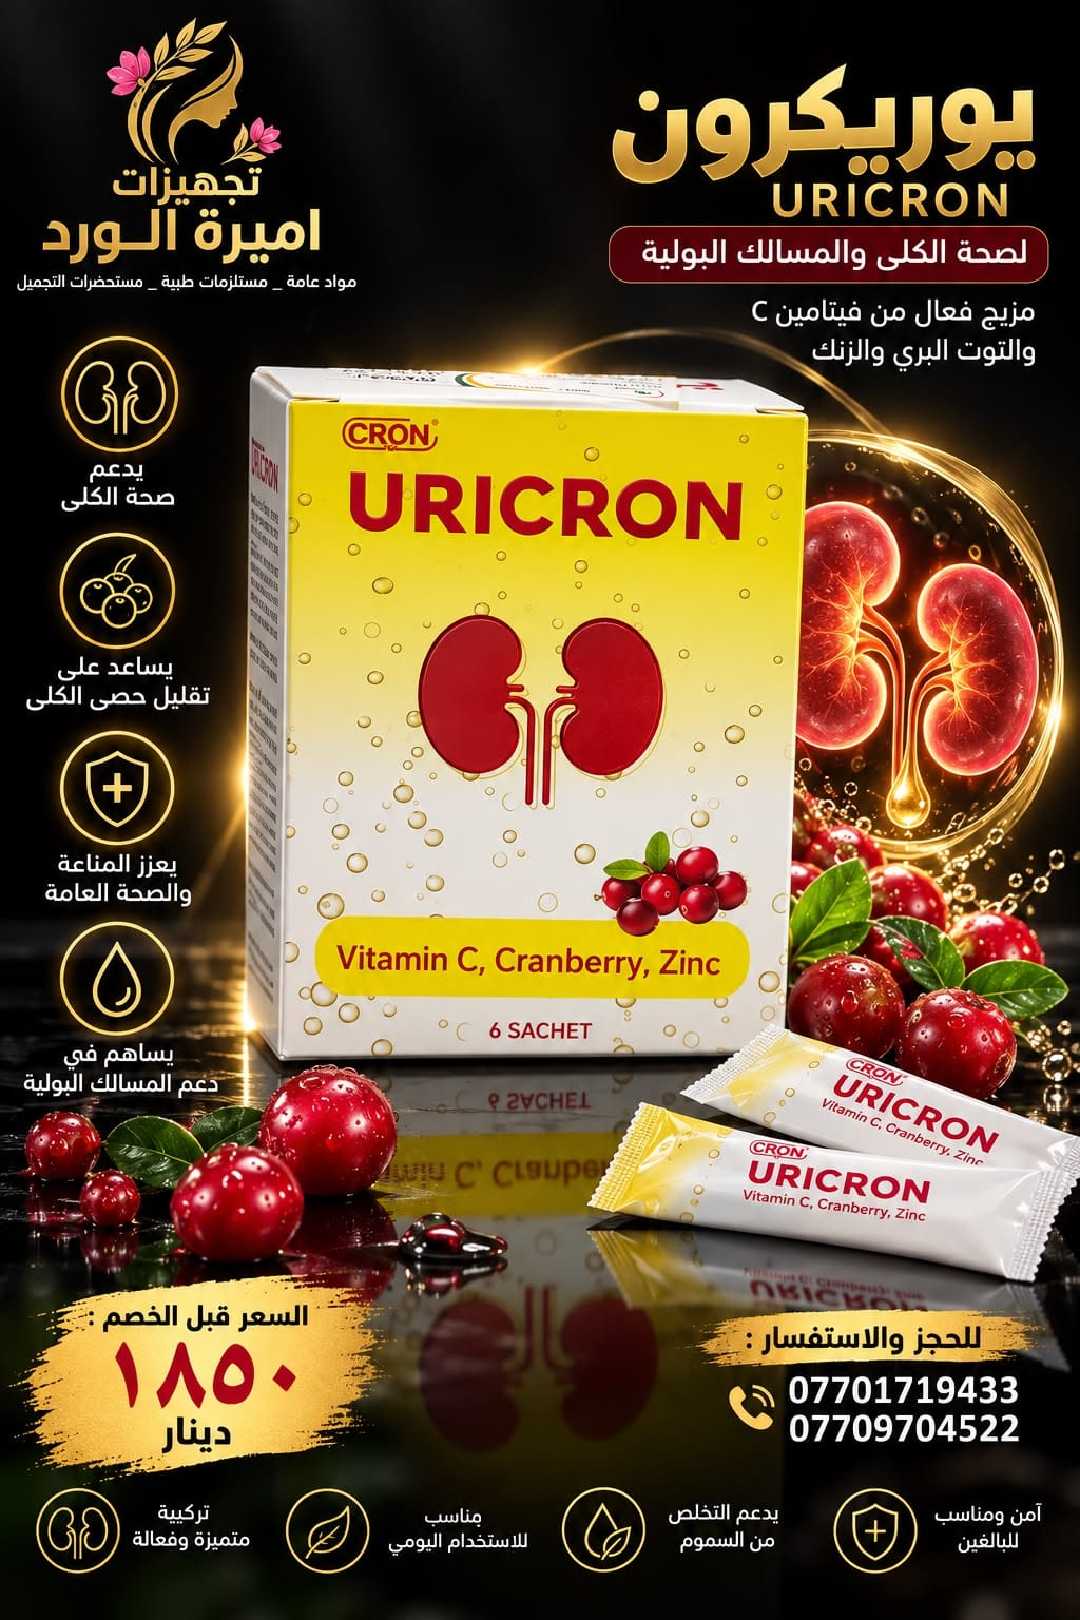 تجهيزات
اميرة الـورد
مواد عامة _ مستلزمات طبية _ مستحضرات التجميل
يوريكرون
URICRON
لصحة الكلى والمسالك البولية
مزيج فعال من فيتامين C
والتوت البري والزنك
يدعم
صحة الكلى
يساعد على
تقليل حصى الكلى
يعزز المناعة
والصحة العامة
يساهم في
دعم المسالك البولية
CRON
URICRON
Vitamin C, Cranberry, Zinc
6 SACHET
URICRON
CRON
URICRON
Vitamin C, Cranberry, Zinc
CRON
URICRON
Vitamin C, Cranberry, Zinc
السعر قبل الخصم :
١٨٥٠
دينار
للحجز والاستفسار :
07701719433
07709704522
تركيبة
متميزة وفعالة
مناسب
للاستخدام اليومي
يدعم التخلص
من السموم
آمن ومناسب
للبالغين